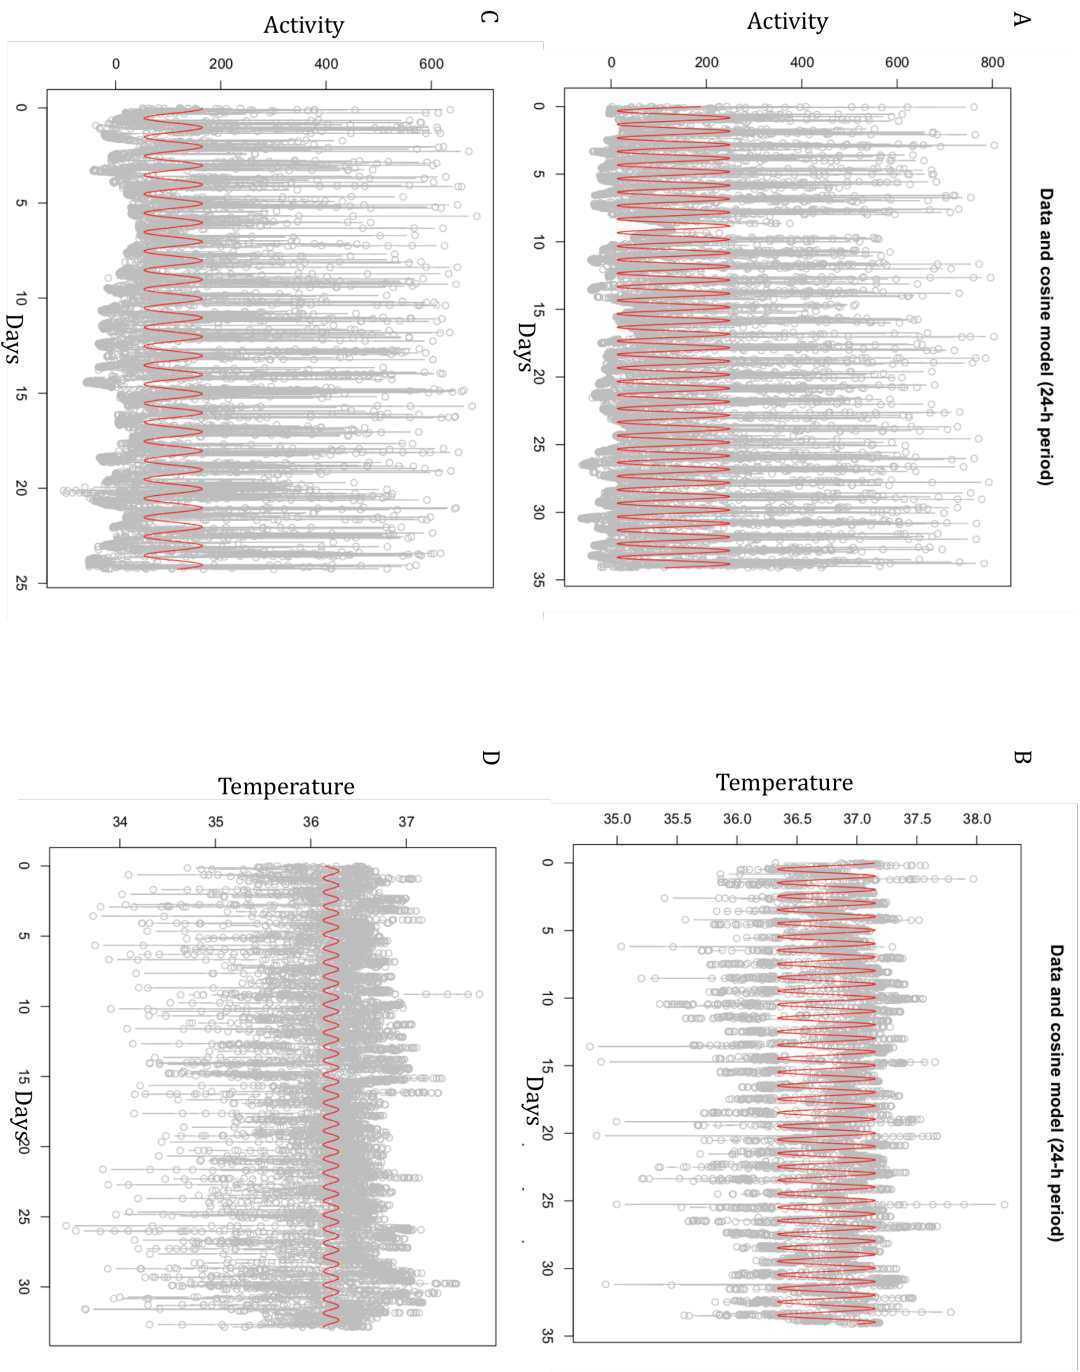 A
Data and cosine model (24-h period)
Activity
0 200 400 600 800
0 5 10 15 20 25 30 35
Days
B
Data and cosine model (24-h period)
Temperature
35.0 35.5 36.0 36.5 37.0 37.5 38.0
0 5 10 15 20 25 30 35
Days
C
Activity
0 200 400 600
0 5 10 15 20 25
Days
D
Temperature
34 35 36 37
0 5 10 15 20 25 30
Days